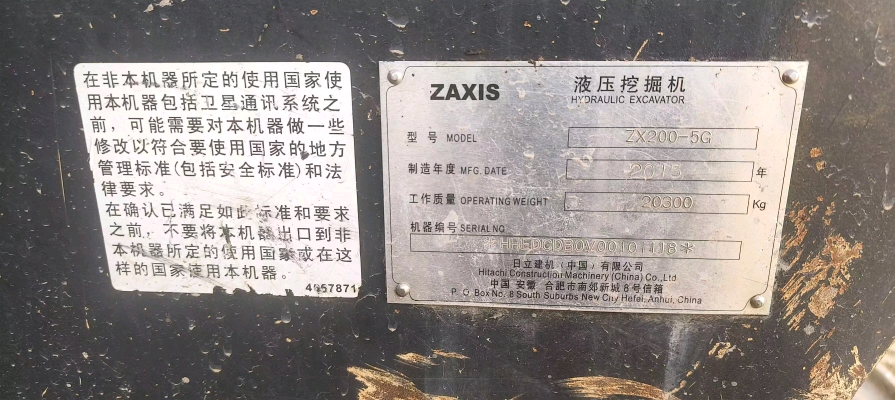 在非本机器所定的使用国家使
用本机器包括卫星通讯系统之
前，可能需要对本机器做一些
修改以符合要使用国家的地方
管理标准(包括安全标准)和法
律要求。
在确认已满足如此标准和要求
之前，不要将本机器出口到非
本机器所定的使用国家或在这
样的国家使用本机器。
ZAXIS 液压挖掘机
HYDRAULIC EXCAVATOR
型号 MODEL ZX200-5G
制造年度 MFG. DATE 年
工作质量 OPERATING WEIGHT 20300 Kg
机器编号 SERIAL NO
日立建机（中国）有限公司
Hitachi Construction Machinery (China) Co.,Ltd
中国 安徽 合肥市南郊新城8号信箱
P O Box No. 8 South Suburbs New City Hefei, Anhui, China